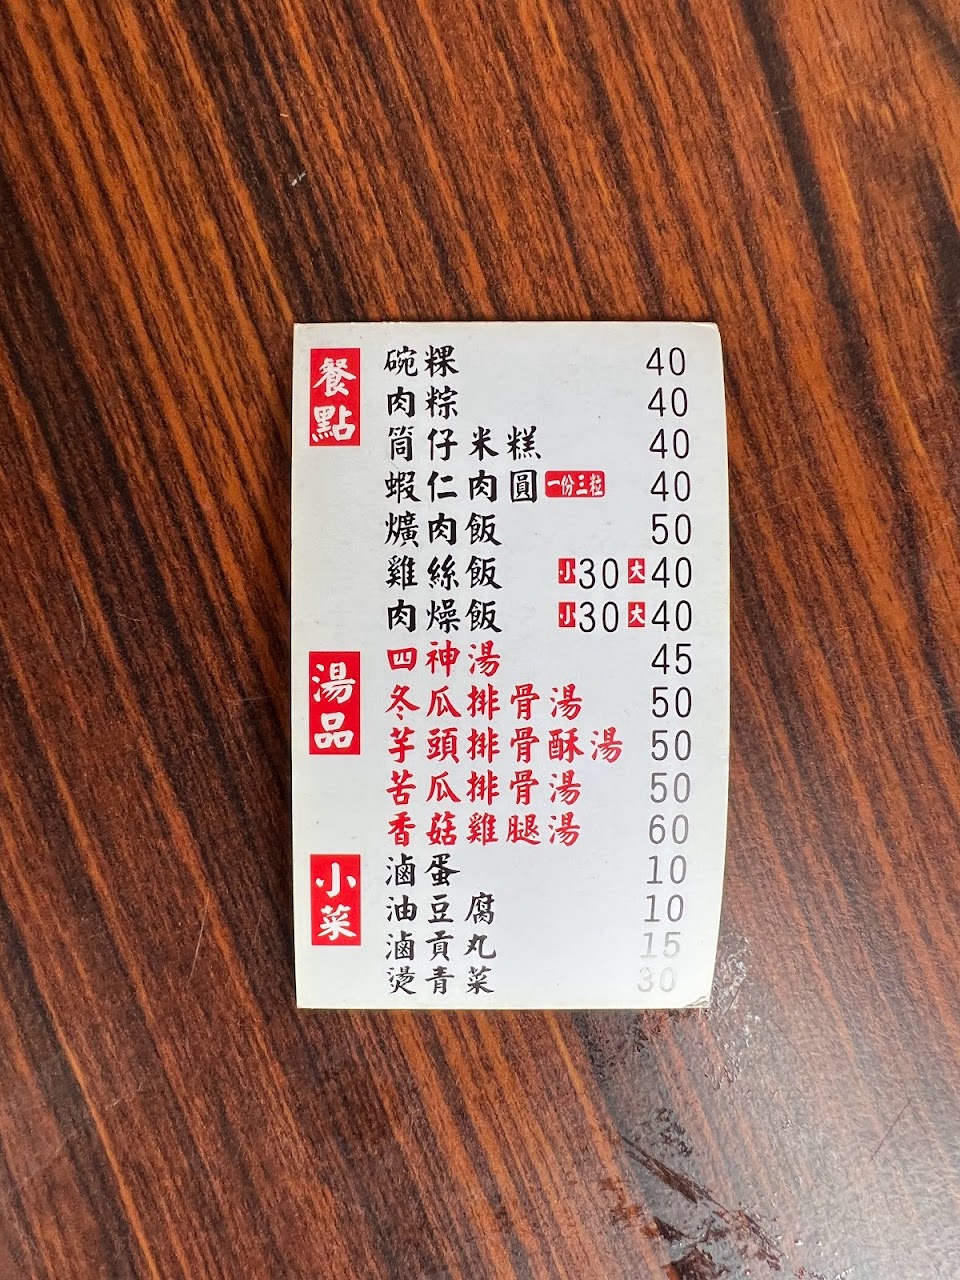 餐點
碗粿 40
肉粽 40
筒仔米糕 40
蝦仁肉圓 一份三粒 40
爌肉飯 50
雞絲飯 小30 大40
肉燥飯 小30 大40
湯品
四神湯 45
冬瓜排骨湯 50
芋頭排骨酥湯 50
苦瓜排骨湯 50
香菇雞腿湯 60
小菜
滷蛋 10
油豆腐 10
滷貢丸 15
燙青菜 30